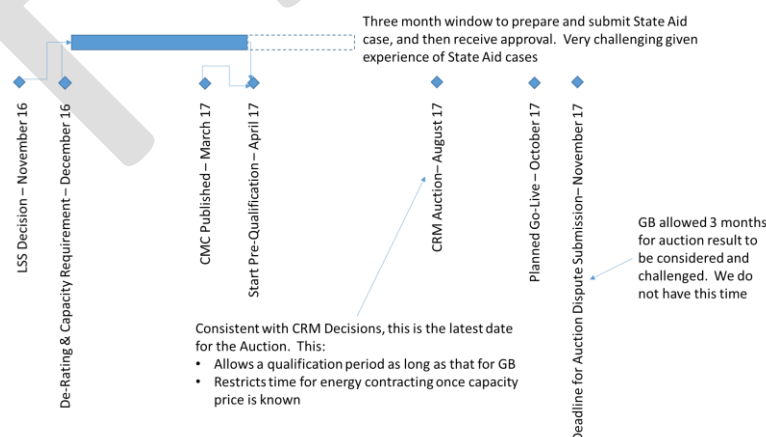 Three month window to prepare and submit State Aid
case, and then receive approval.  Very challenging given
experience of State Aid cases
LSS Decision – November 16
De-Rating & Capacity Requirement – December 16
CMC Published – March 17
Start Pre-Qualification – April 17
CRM Auction– August 17
Planned Go-Live – October 17
Deadline for Auction Dispute Submission– November 17
GB allowed 3 months
for auction result to
be considered and
challenged.  We do
not have this time
Consistent with CRM Decisions, this is the latest date
for the Auction.  This:
• Allows a qualification period as long as that for GB
• Restricts time for energy contracting once capacity
price is known